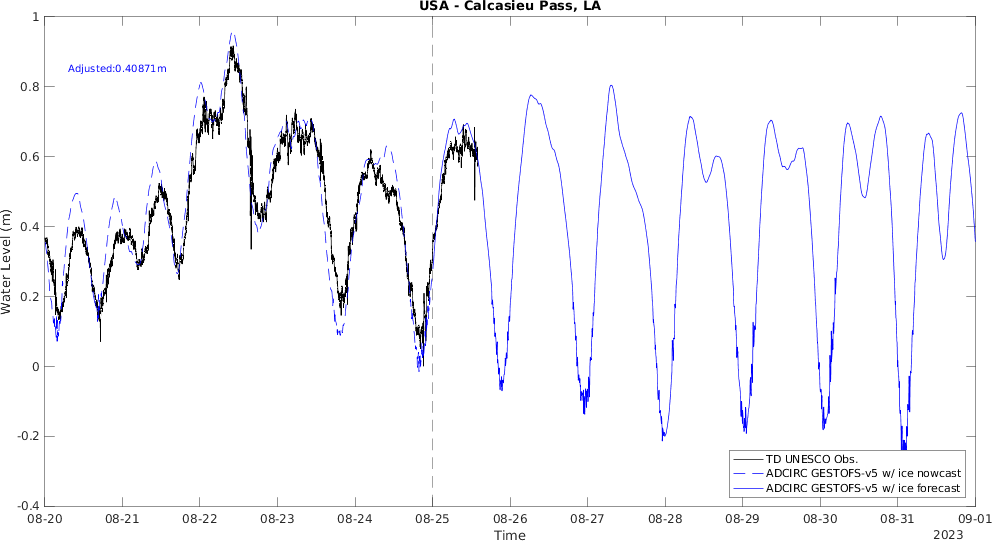 USA - Calcasieu Pass, LA
Adjusted:0.40871m
Water Level (m)
1
0.8
0.6
0.4
0.2
0
-0.2
-0.4
TD UNESCO Obs.
ADCIRC GESTOFS-v5 w/ ice nowcast
ADCIRC GESTOFS-v5 w/ ice forecast
08-20 08-21 08-22 08-23 08-24 08-25 08-26 08-27 08-28 08-29 08-30 08-31 09-01
Time
2023